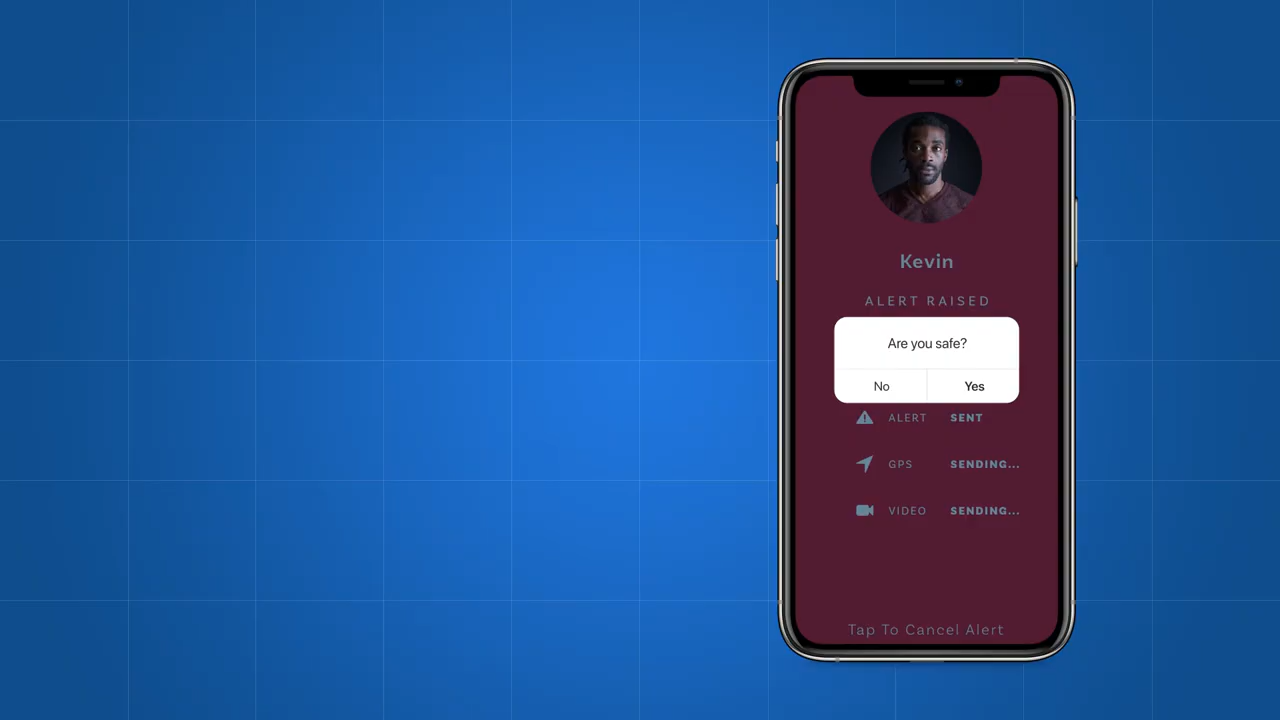 Kevin
ALERT RAISED
Are you safe?
No Yes
ALERT SENT
GPS SENDING...
VIDEO SENDING...
Tap To Cancel Alert